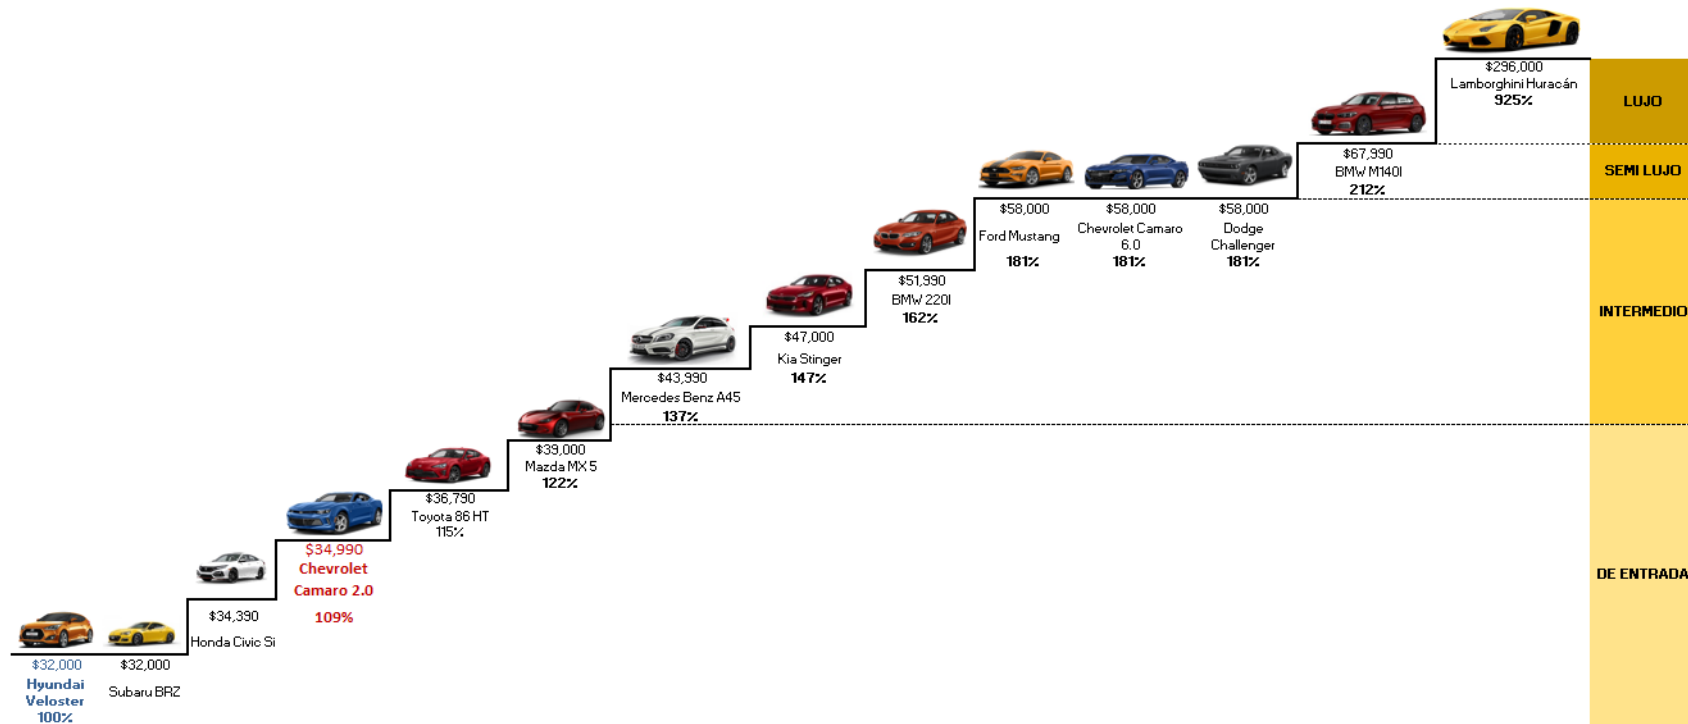 $296,000
Lamborghini Huracán
925%
LUJO
$67,990
BMW M140I
212%
SEMI LUJO
$58,000
Ford Mustang
181%
$58,000
Chevrolet Camaro
6.0
181%
$58,000
Dodge
Challenger
181%
$51,990
BMW 220I
162%
INTERMEDIO
$47,000
Kia Stinger
147%
$43,990
Mercedes Benz A45
137%
$39,000
Mazda MX 5
122%
$36,790
Toyota 86 HT
115%
$34,990
Chevrolet
Camaro 2.0
109%
DE ENTRADA
$34,390
Honda Civic Si
$32,000
Hyundai
Veloster
100%
$32,000
Subaru BRZ